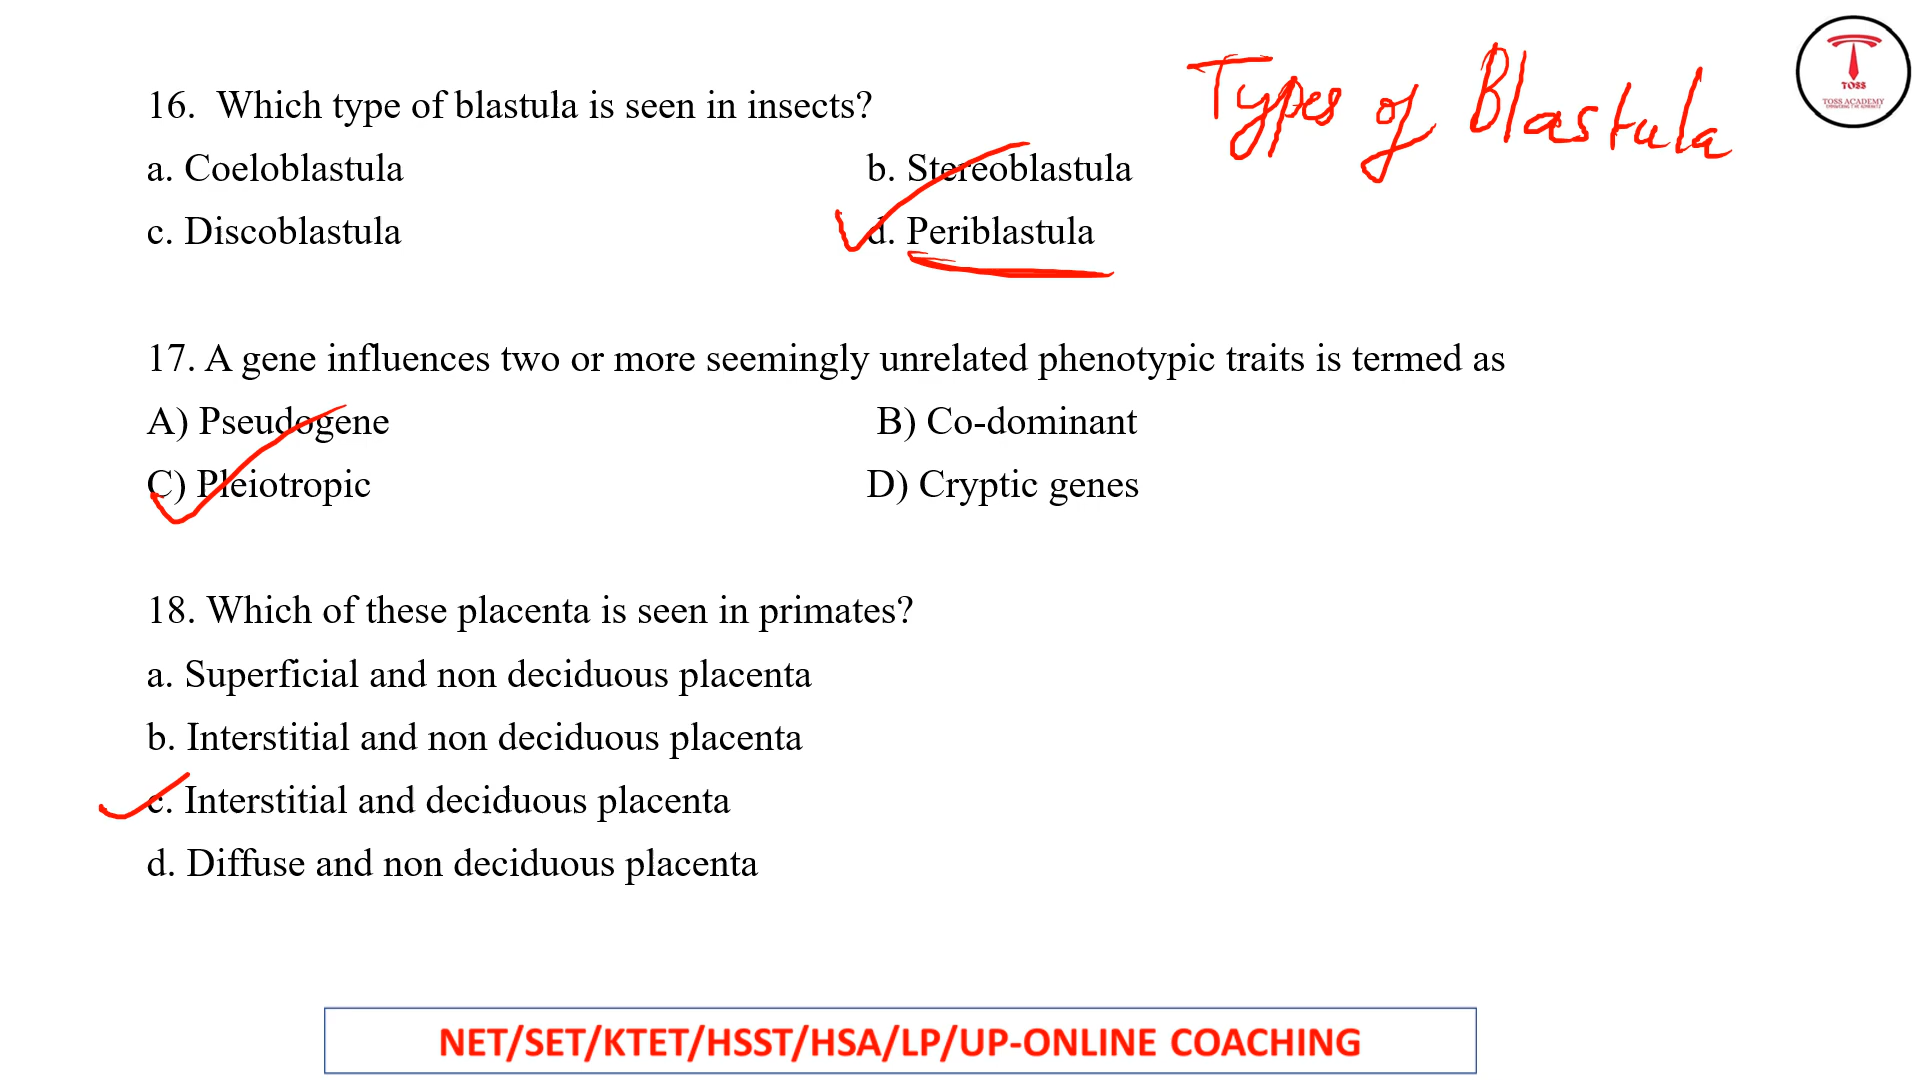 Types of Blastula
TOSS
TOSS ACADEMY
16. Which type of blastula is seen in insects?
a. Coeloblastula b. Stereoblastula
c. Discoblastula d. Periblastula
17. A gene influences two or more seemingly unrelated phenotypic traits is termed as
A) Pseudogene B) Co-dominant
C) Pleiotropic D) Cryptic genes
18. Which of these placenta is seen in primates?
a. Superficial and non deciduous placenta
b. Interstitial and non deciduous placenta
c. Interstitial and deciduous placenta
d. Diffuse and non deciduous placenta
NET/SET/KTET/HSST/HSA/LP/UP-ONLINE COACHING